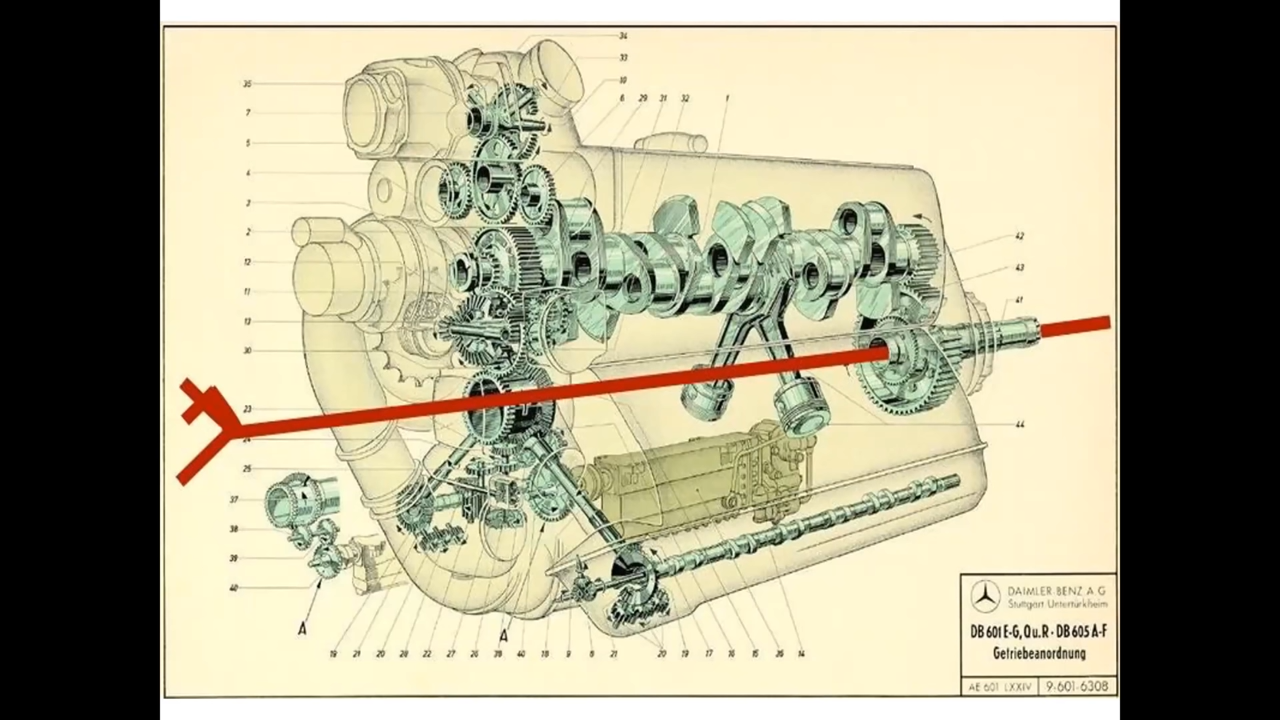 34
33
10
35
6 29 31 32 1
7
5
4
3
2
42
12
43
11
41
13
30
23
44
24
25
37
38
39
40
A
A
19 21 20 28 22 27 26 38 40 18 9 8 21 20 19 17 16 15 16 14
DAIMLER-BENZ A G
Stuttgart-Untertürkheim
DB 601 E-G, Q u. R - DB 605 A-F
Getriebeanordnung
AE 601 LXXIV 9-601-6308